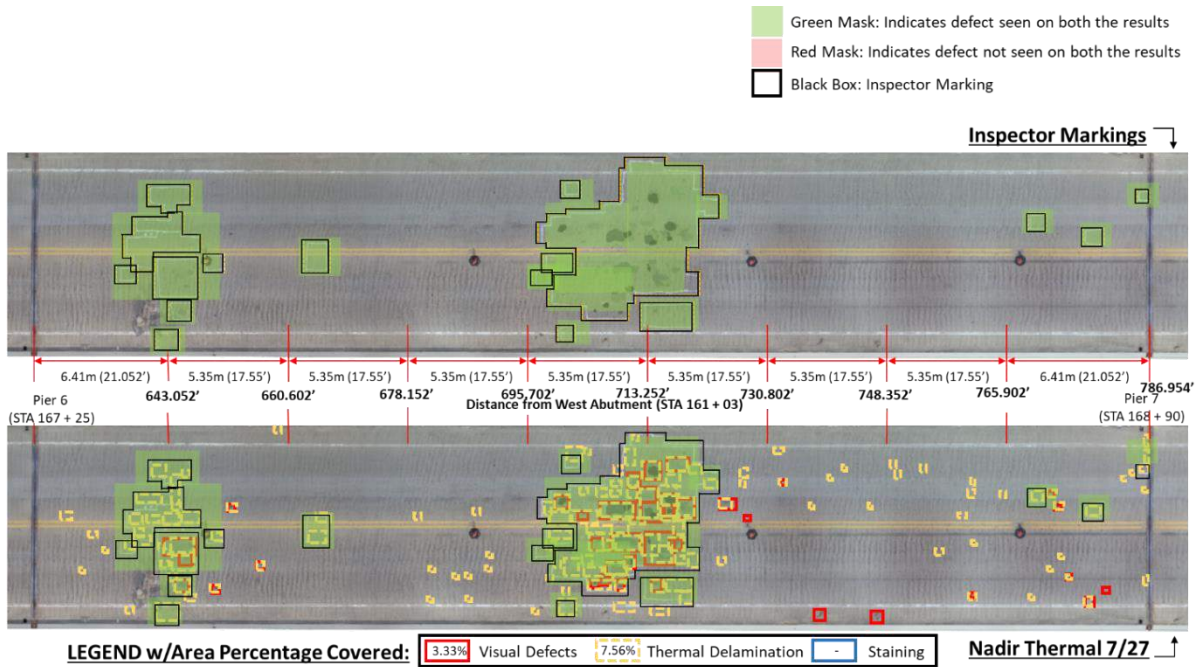 Green Mask: Indicates defect seen on both the results
Red Mask: Indicates defect not seen on both the results
Black Box: Inspector Marking
Inspector Markings
6.41m (21.052’) 5.35m (17.55’) 5.35m (17.55’) 5.35m (17.55’) 5.35m (17.55’) 5.35m (17.55’) 5.35m (17.55’) 5.35m (17.55’) 6.41m (21.052’)
643.052’ 660.602’ 678.152’ 695.702’ 713.252’ 730.802’ 748.352’ 765.902’ 786.954’
Pier 6
(STA 167 + 25)
Distance from West Abutment (STA 161 + 03)
Pier 7
(STA 168 + 90)
LEGEND w/Area Percentage Covered: 3.33% Visual Defects 7.56% Thermal Delamination - Staining
Nadir Thermal 7/27